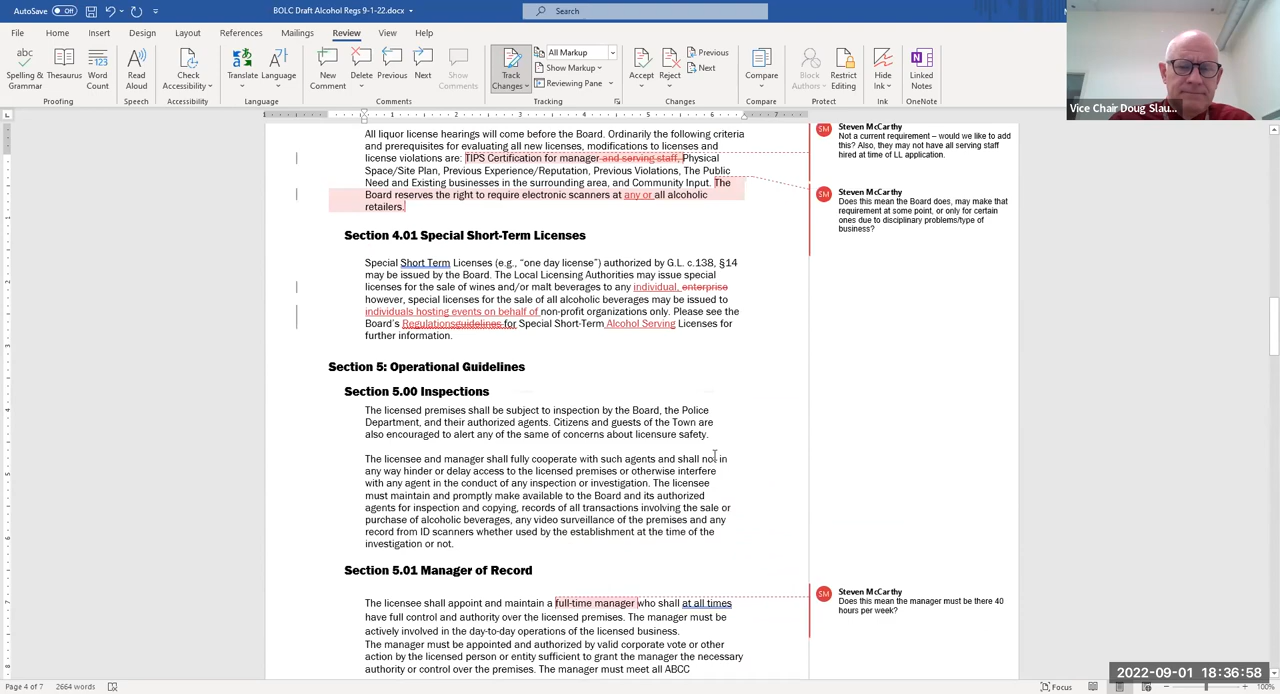 AutoSave Off BOLC Draft Alcohol Regs 9-1-22.docx Search
File Home Insert Draw Design Layout References Mailings Review View Help
abc Spelling & Grammar Thesaurus Word Count Read Aloud Check Accessibility Translate Language New Comment Delete Previous Next Show Comments Track Changes All Markup Show Markup Reviewing Pane Accept Reject Previous Next Compare Block Authors Restrict Editing Hide Ink Linked Notes
Proofing Speech Accessibility Language Comments Tracking Changes Compare Protect Ink OneNote
Vice Chair Doug Slau...
All liquor license hearings will come before the Board. Ordinarily the following criteria
and prerequisites for evaluating all new licenses, modifications to licenses and
license violations are: TIPS Certification for manager and serving staff, Physical
Space/Site Plan, Previous Experience/Reputation, Previous Violations, The Public
Need and Existing businesses in the surrounding area, and Community Input. The
Board reserves the right to require electronic scanners at any or all alcoholic
retailers.
Steven McCarthy
Not a current requirement – would we like to add
this? Also, they may not have all serving staff
hired at time of LL application.
Steven McCarthy
Does this mean the Board does, may make that
requirement at some point, or only for certain
ones due to disciplinary problems/type of
business?
Section 4.01 Special Short-Term Licenses
Special Short Term Licenses (e.g., “one day license”) authorized by G.L. c.138, §14
may be issued by the Board. The Local Licensing Authorities may issue special
licenses for the sale of wines and/or malt beverages to any individual, enterprise
however, special licenses for the sale of all alcoholic beverages may be issued to
individuals hosting events on behalf of non-profit organizations only. Please see the
Board’s Regulationsguidelines for Special Short-Term Alcohol Serving Licenses for
further information.
Section 5: Operational Guidelines
Section 5.00 Inspections
The licensed premises shall be subject to inspection by the Board, the Police
Department, and their authorized agents. Citizens and guests of the Town are
also encouraged to alert any of the same of concerns about licensure safety.
The licensee and manager shall fully cooperate with such agents and shall not in
any way hinder or delay access to the licensed premises or otherwise interfere
with any agent in the conduct of any inspection or investigation. The licensee
must maintain and promptly make available to the Board and its authorized
agents for inspection and copying, records of all transactions involving the sale or
purchase of alcoholic beverages, any video surveillance of the premises and any
record from ID scanners whether used by the establishment at the time of the
investigation or not.
Section 5.01 Manager of Record
The licensee shall appoint and maintain a full-time manager who shall at all times
have full control and authority over the licensed premises. The manager must be
actively involved in the day-to-day operations of the licensed business.
The manager must be appointed and authorized by valid corporate vote or other
action by the licensed person or entity sufficient to grant the manager the necessary
authority or control over the premises. The manager must meet all ABCC
Steven McCarthy
Does this mean the manager must be there 40
hours per week?
2022-09-01 18:36:58
Page 4 of 7 2664 words Focus 100%